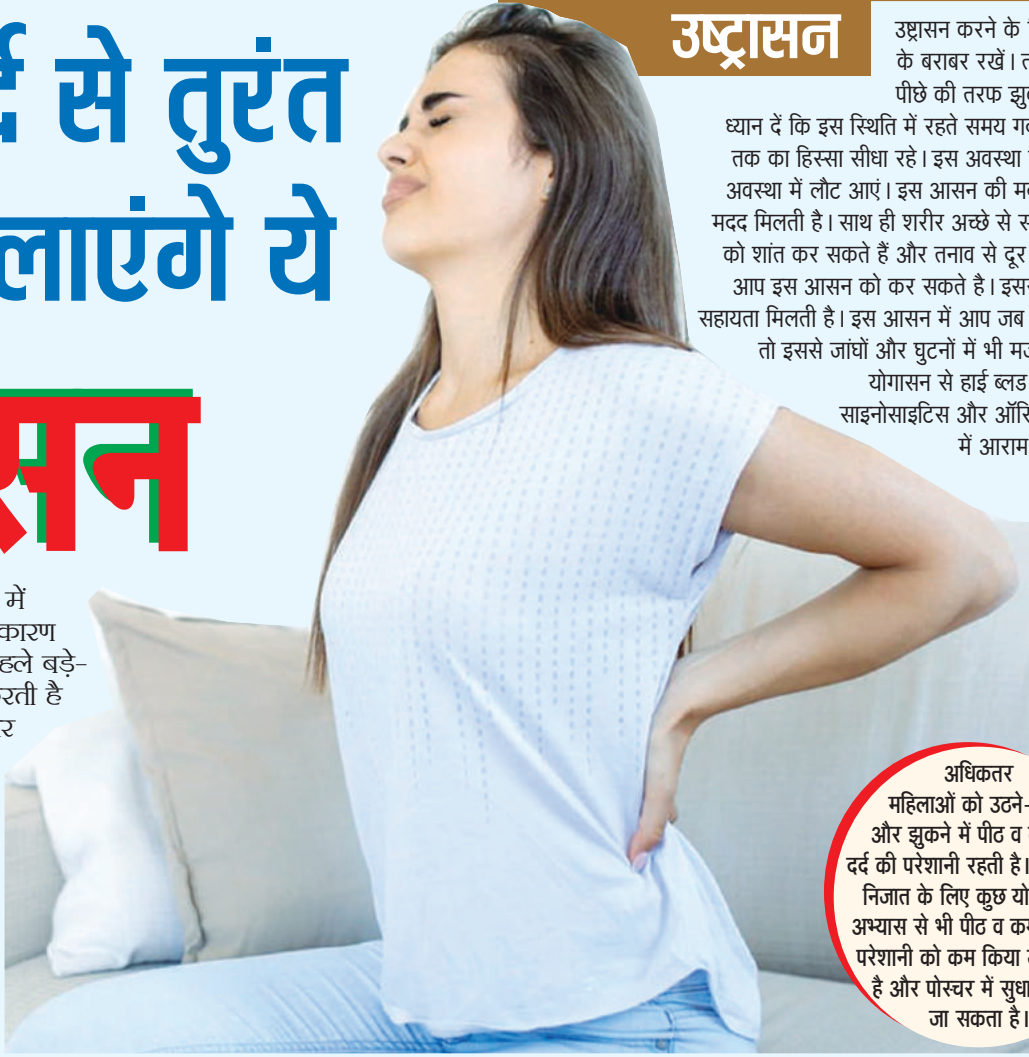 से तुरंत
लाएंगे ये
सन
में
कारण
बड़े-
है
उष्ट्रासन
उष्ट्रासन करने के
के बराबर रखें।
पीछे की तरफ
ध्यान दें कि इस स्थिति में रहते समय
तक का हिस्सा सीधा रहे। इस अवस्था
अवस्था में लौट आएं। इस आसन की
मदद मिलती है। साथ ही शरीर अच्छे से
को शांत कर सकते हैं और तनाव से दूर
आप इस आसन को कर सकते है।
सहायता मिलती है। इस आसन में आप जब
तो इससे जांघों और घुटनों में भी
योगासन से हाई ब्लड
साइनोसाइटिस और
में आराम
अधिकतर
महिलाओं को उठने-
और झुकने में पीठ व
दर्द की परेशानी रहती है।
निजात के लिए कुछ
अभ्यास से भी पीठ व
परेशानी को कम किया
है और पोस्चर में
जा सकता है।